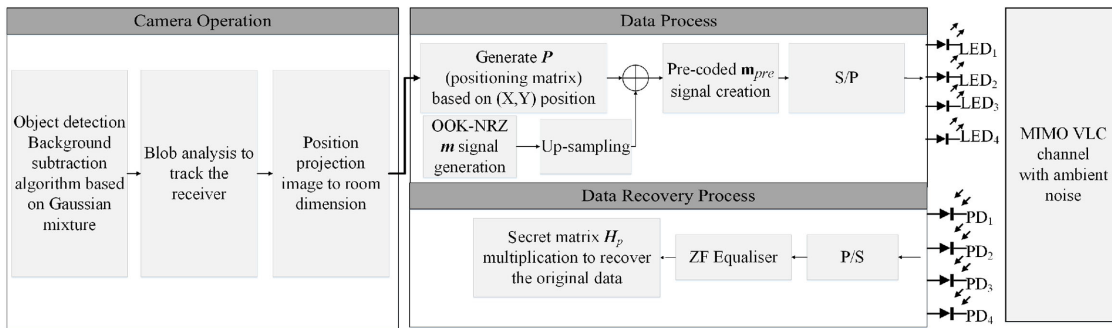 Camera Operation
Object detection
Background
subtraction
algorithm based
on Gaussian
mixture
Blob analysis to
track the
receiver
Position
projection
image to room
dimension
Data Process
Generate P
(positioning matrix)
based on (X,Y) position
OOK-NRZ
m signal
generation
Up-sampling
Pre-coded mpre
signal creation
S/P
LED1
LED2
LED3
LED4
Data Recovery Process
Secret matrix Hp
multiplication to recover
the original data
ZF Equaliser
P/S
PD1
PD2
PD3
PD4
MIMO VLC
channel
with ambient
noise